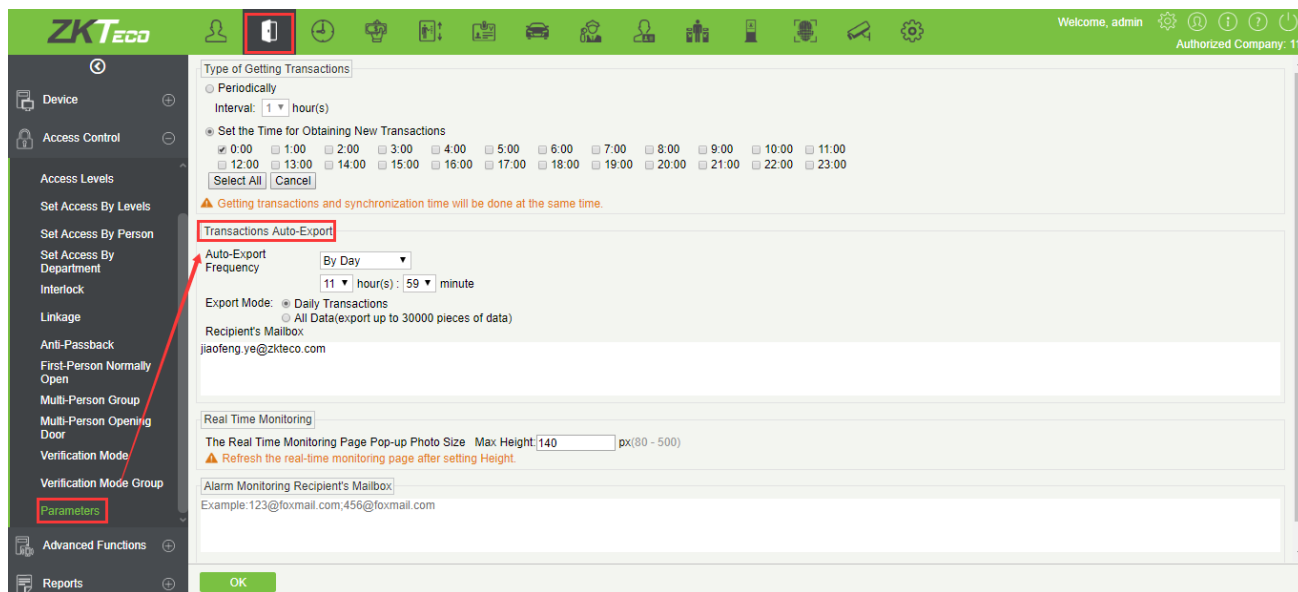 ZKTECO
Welcome, admin
Authorized Company: 1
Device
Access Control
Access Levels
Set Access By Levels
Set Access By Person
Set Access By
Department
Interlock
Linkage
Anti-Passback
First-Person Normally
Open
Multi-Person Group
Multi-Person Opening
Door
Verification Mode
Verification Mode Group
Parameters
Advanced Functions
Reports
Type of Getting Transactions
Periodically
Interval: 1 hour(s)
Set the Time for Obtaining New Transactions
0:00 1:00 2:00 3:00 4:00 5:00 6:00 7:00 8:00 9:00 10:00 11:00
12:00 13:00 14:00 15:00 16:00 17:00 18:00 19:00 20:00 21:00 22:00 23:00
Select All Cancel
Getting transactions and synchronization time will be done at the same time.
Transactions Auto-Export
Auto-Export
Frequency
By Day
11 hour(s) : 59 minute
Export Mode: Daily Transactions
All Data(export up to 30000 pieces of data)
Recipient's Mailbox
jiaofeng.ye@zkteco.com
Real Time Monitoring
The Real Time Monitoring Page Pop-up Photo Size Max Height:140 px(80 - 500)
Refresh the real-time monitoring page after setting Height.
Alarm Monitoring Recipient's Mailbox
Example:123@foxmail.com;456@foxmail.com
OK